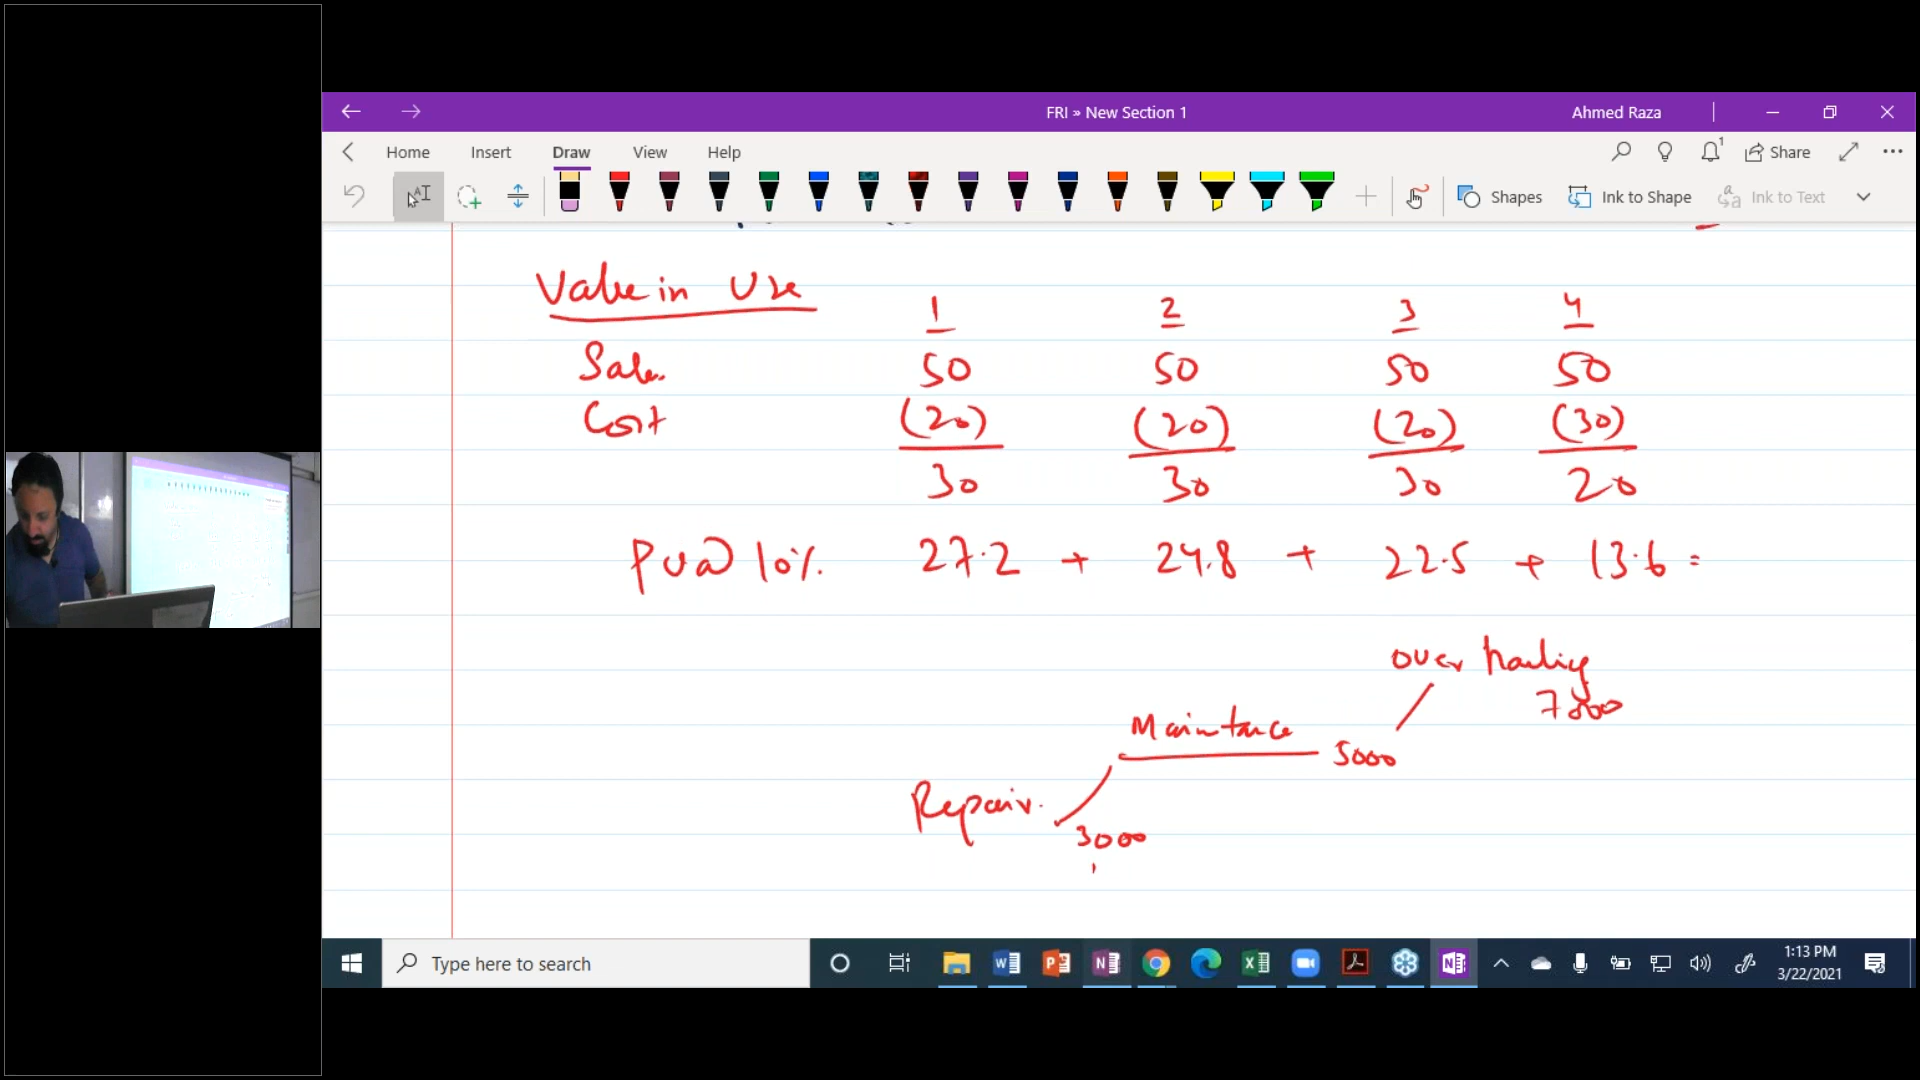 FRI » New Section 1
Ahmed Raza
Home Insert Draw View Help
Share
Shapes Ink to Shape Ink to Text
Value in Use
1 2 3 4
Sales 50 50 50 50
Cost (20) (20) (20) (30)
30 30 30 20
PV@ 10% 27.2 + 24.8 + 22.5 + 13.6 =
over hauling
7000
Maintance
5000
Repair.
3000
Type here to search
1:13 PM
3/22/2021